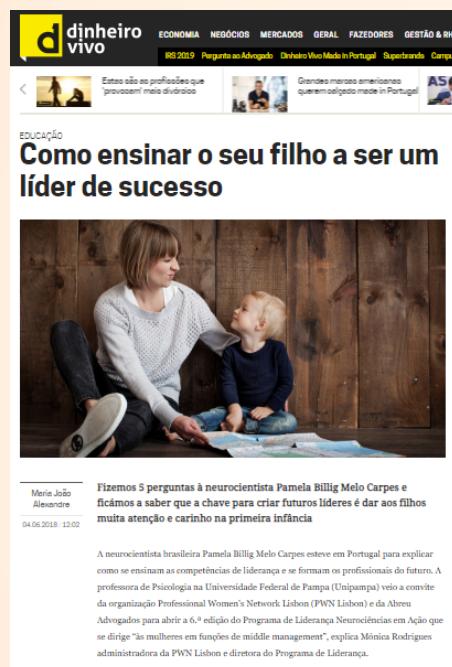 dinheiro
vivo
ECONOMIA NEGÓCIOS MERCADOS GERAL FAZEDORES GESTÃO & RH
IRS 2019 Pergunta ao Advogado Dinheiro Vivo Made in Portugal Superbrands Campu
Estas são as profissões que
"provocam" mais divórcios
Grandes marcas americanas
querem calçado made in Portugal
AS
EDUCAÇÃO
Como ensinar o seu filho a ser um
líder de sucesso
Maria João
Alexandre
04.06.2018 · 12:02
Fizemos 5 perguntas à neurocientista Pamela Billig Melo Carpes e
ficámos a saber que a chave para criar futuros líderes é dar aos filhos
muita atenção e carinho na primeira infância
A neurocientista brasileira Pamela Billig Melo Carpes esteve em Portugal para explicar
como se ensinam as competências de liderança e se formam os profissionais do futuro. A
professora de Psicologia na Universidade Federal de Pampa (Unipampa) veio a convite
da organização Professional Women's Network Lisbon (PWN Lisbon) e da Abreu
Advogados para abrir a 6.ª edição do Programa de Liderança Neurociências em Ação que
se dirige "às mulheres em funções de middle management", explica Mónica Rodrigues
administradora da PWN Lisbon e diretora do Programa de Liderança.